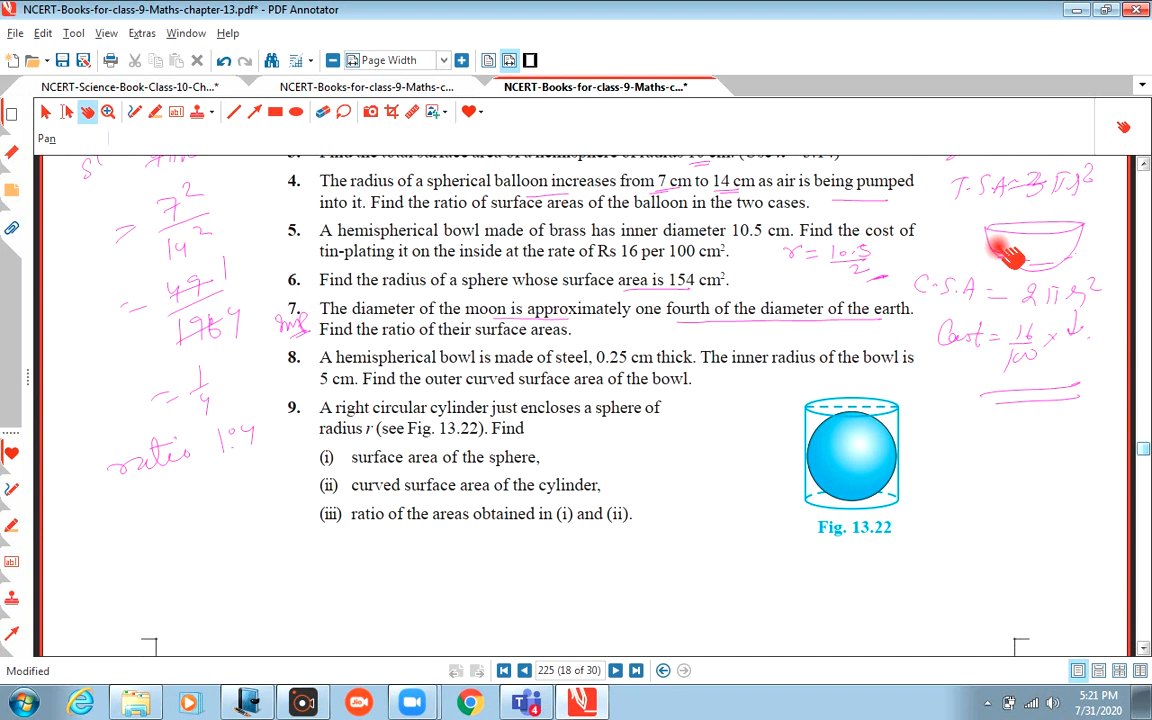 NCERT-Books-for-class-9-Maths-chapter-13.pdf* - PDF Annotator
File Edit Tool View Extras Window Help
Page Width
NCERT-Science-Book-Class-10-Ch...*
NCERT-Books-for-class-9-Maths-c...
NCERT-Books-for-class-9-Maths-c...*
Pan
4. The radius of a spherical balloon increases from 7 cm to 14 cm as air is being pumped
into it. Find the ratio of surface areas of the balloon in the two cases.
5. A hemispherical bowl made of brass has inner diameter 10.5 cm. Find the cost of
tin-plating it on the inside at the rate of Rs 16 per 100 cm².
r = 10.5/2
6. Find the radius of a sphere whose surface area is 154 cm².
7. The diameter of the moon is approximately one fourth of the diameter of the earth.
Find the ratio of their surface areas.
8. A hemispherical bowl is made of steel, 0.25 cm thick. The inner radius of the bowl is
5 cm. Find the outer curved surface area of the bowl.
9. A right circular cylinder just encloses a sphere of
radius r (see Fig. 13.22). Find
(i) surface area of the sphere,
(ii) curved surface area of the cylinder,
(iii) ratio of the areas obtained in (i) and (ii).
Fig. 13.22
= 7²/14²
= 49/196 1/4
= 1/4
ratio 1:4
T.S.A = 3πr²
C.S.A = 2πr²
Cost = 16/100 ×
Modified
225 (18 of 30)
4
5:21 PM
7/31/2020